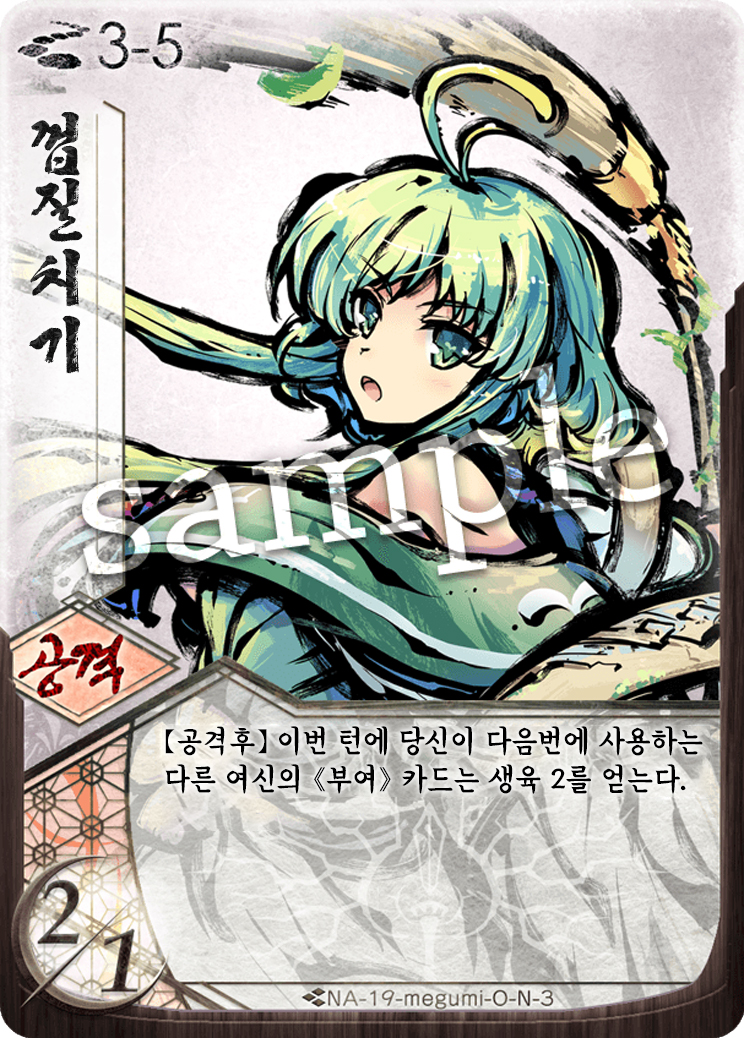 3-5
껍질치기
sample
공격
【공격후】 이번 턴에 당신이 다음번에 사용하는
다른 여신의 《부여》 카드는 생육 2를 얻는다.
2/1
NA-19-megumi-O-N-3